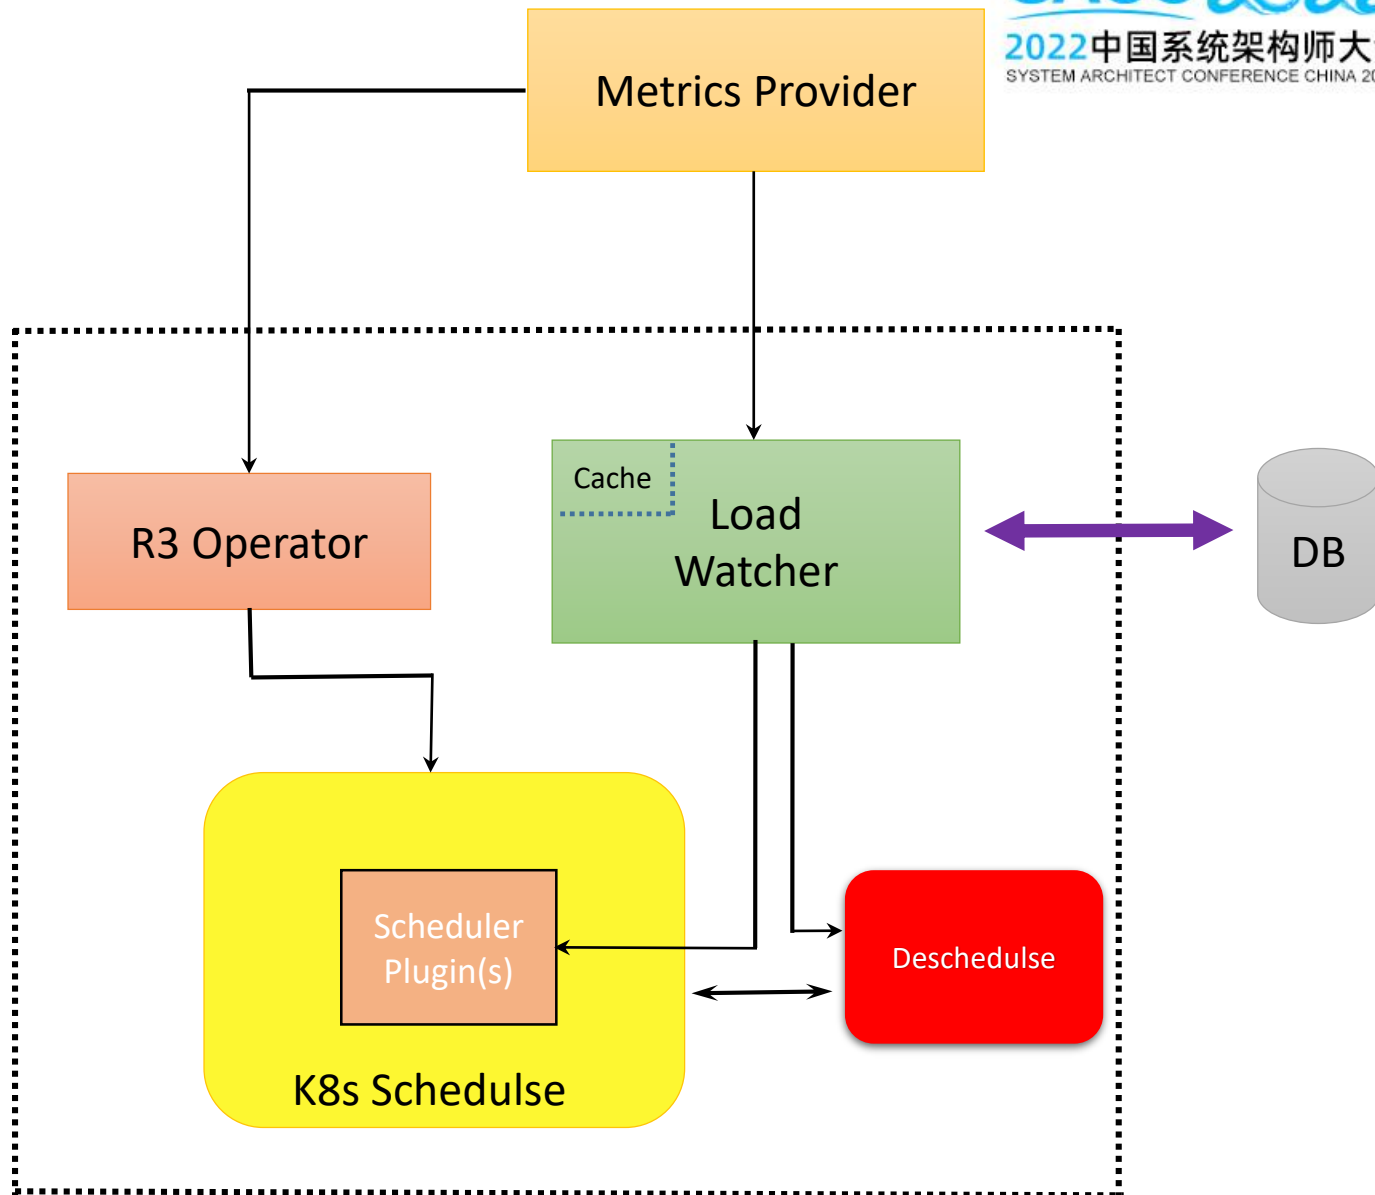 2022中国系统架构师大
SYSTEM ARCHITECT CONFERENCE CHINA 20
Metrics Provider
Cache
Load
Watcher
R3 Operator
DB
Scheduler
Plugin(s)
Deschedulse
K8s Schedulse